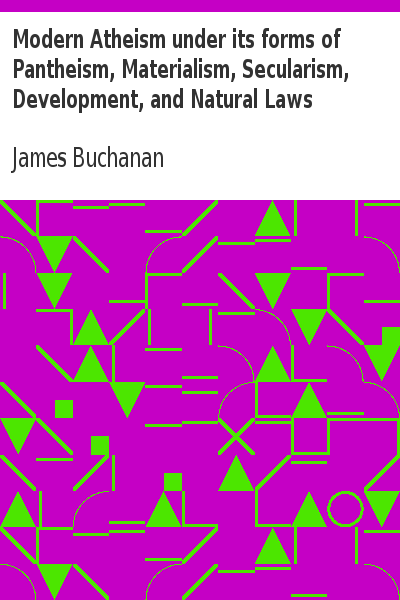 Modern Atheism under its forms of
Pantheism, Materialism, Secularism,
Development, and Natural Laws
James Buchanan